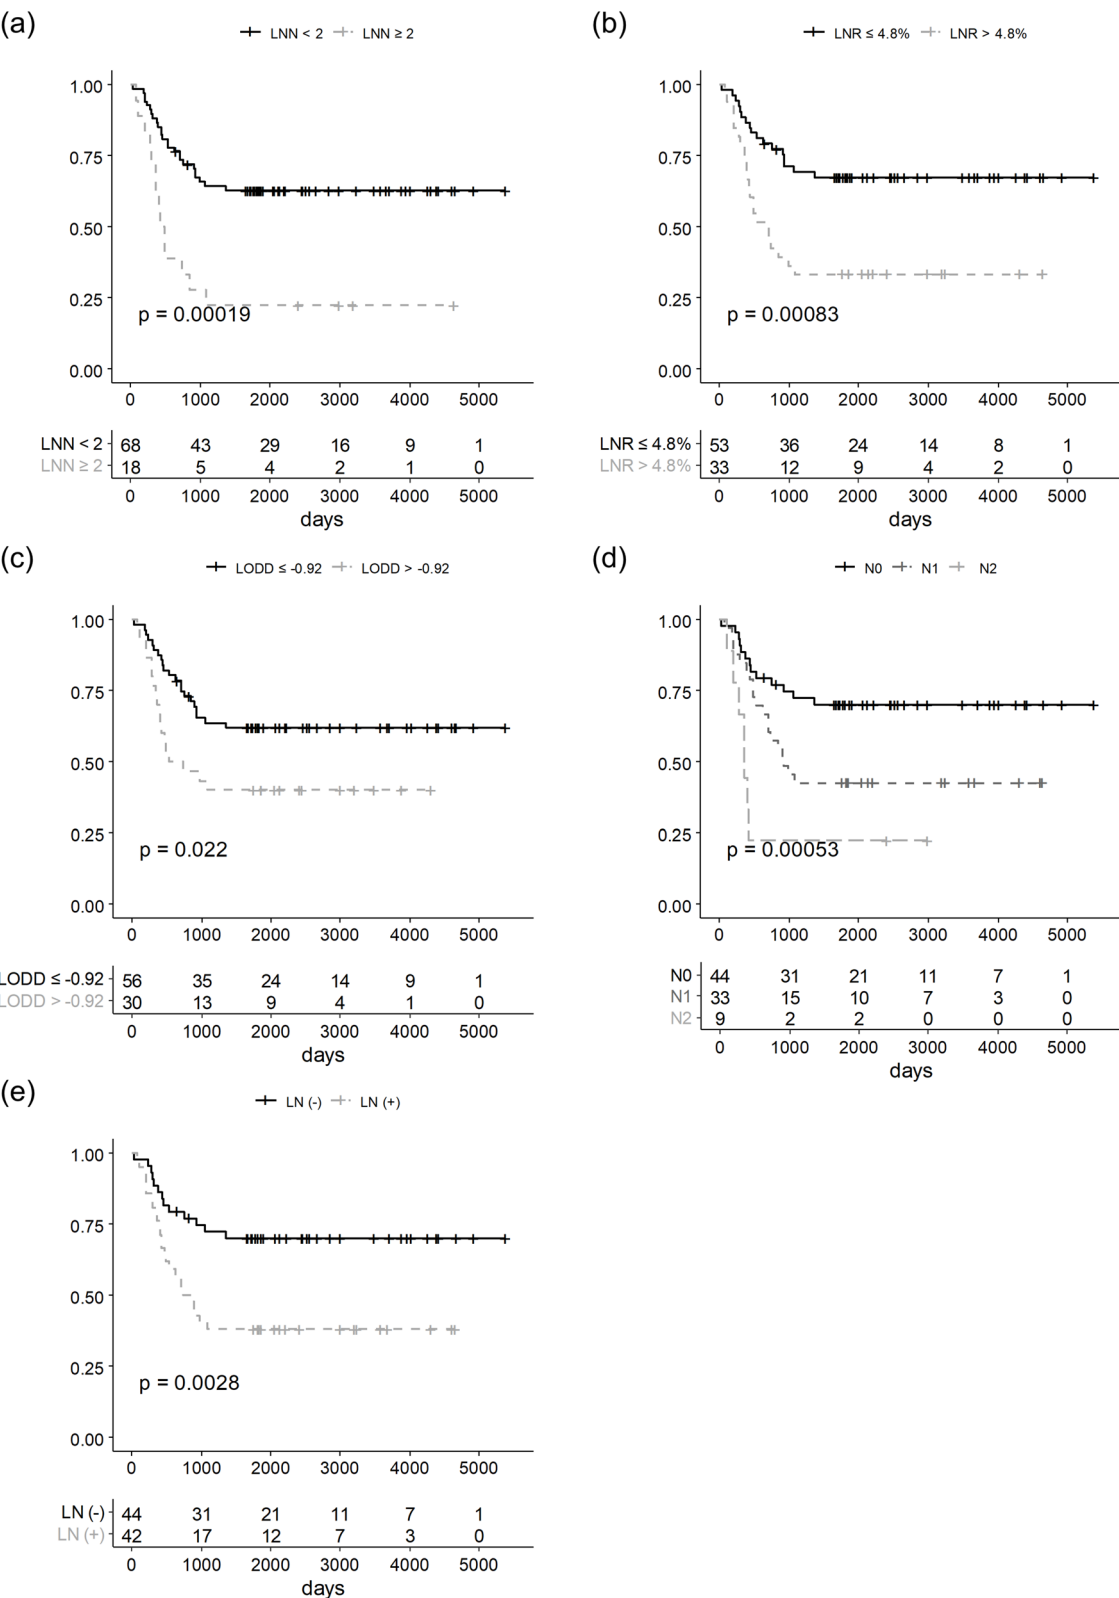 (a)
LNN < 2 LNN ≥ 2
1.00
0.75
0.50
0.25
0.00
p = 0.00019
0 1000 2000 3000 4000 5000
LNN < 2 68 43 29 16 9 1
LNN ≥ 2 18 5 4 2 1 0
0 1000 2000 3000 4000 5000
days
(b)
LNR ≤ 4.8% LNR > 4.8%
1.00
0.75
0.50
0.25
0.00
p = 0.00083
0 1000 2000 3000 4000 5000
LNR ≤ 4.8% 53 36 24 14 8 1
LNR > 4.8% 33 12 9 4 2 0
0 1000 2000 3000 4000 5000
days
(c)
LODD ≤ -0.92 LODD > -0.92
1.00
0.75
0.50
0.25
0.00
p = 0.022
0 1000 2000 3000 4000 5000
LODD ≤ -0.92 56 35 24 14 9 1
LODD > -0.92 30 13 9 4 1 0
0 1000 2000 3000 4000 5000
days
(d)
N0 N1 N2
1.00
0.75
0.50
0.25
0.00
p = 0.00053
0 1000 2000 3000 4000 5000
N0 44 31 21 11 7 1
N1 33 15 10 7 3 0
N2 9 2 2 0 0 0
0 1000 2000 3000 4000 5000
days
(e)
LN (-) LN (+)
1.00
0.75
0.50
0.25
0.00
p = 0.0028
0 1000 2000 3000 4000 5000
LN (-) 44 31 21 11 7 1
LN (+) 42 17 12 7 3 0
0 1000 2000 3000 4000 5000
days